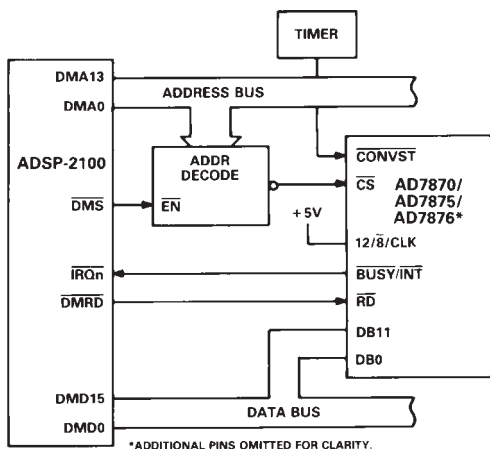 TIMER
DMA13
ADDRESS BUS
DMA0
ADSP-2100
ADDR
DECODE
CONVST
CS
AD7870/
AD7875/
AD7876*
DMS
EN
+5V
12/8/CLK
IRQn
BUSY/INT
DMRD
RD
DB11
DB0
DMD15
DATA BUS
DMD0
*ADDITIONAL PINS OMITTED FOR CLARITY.